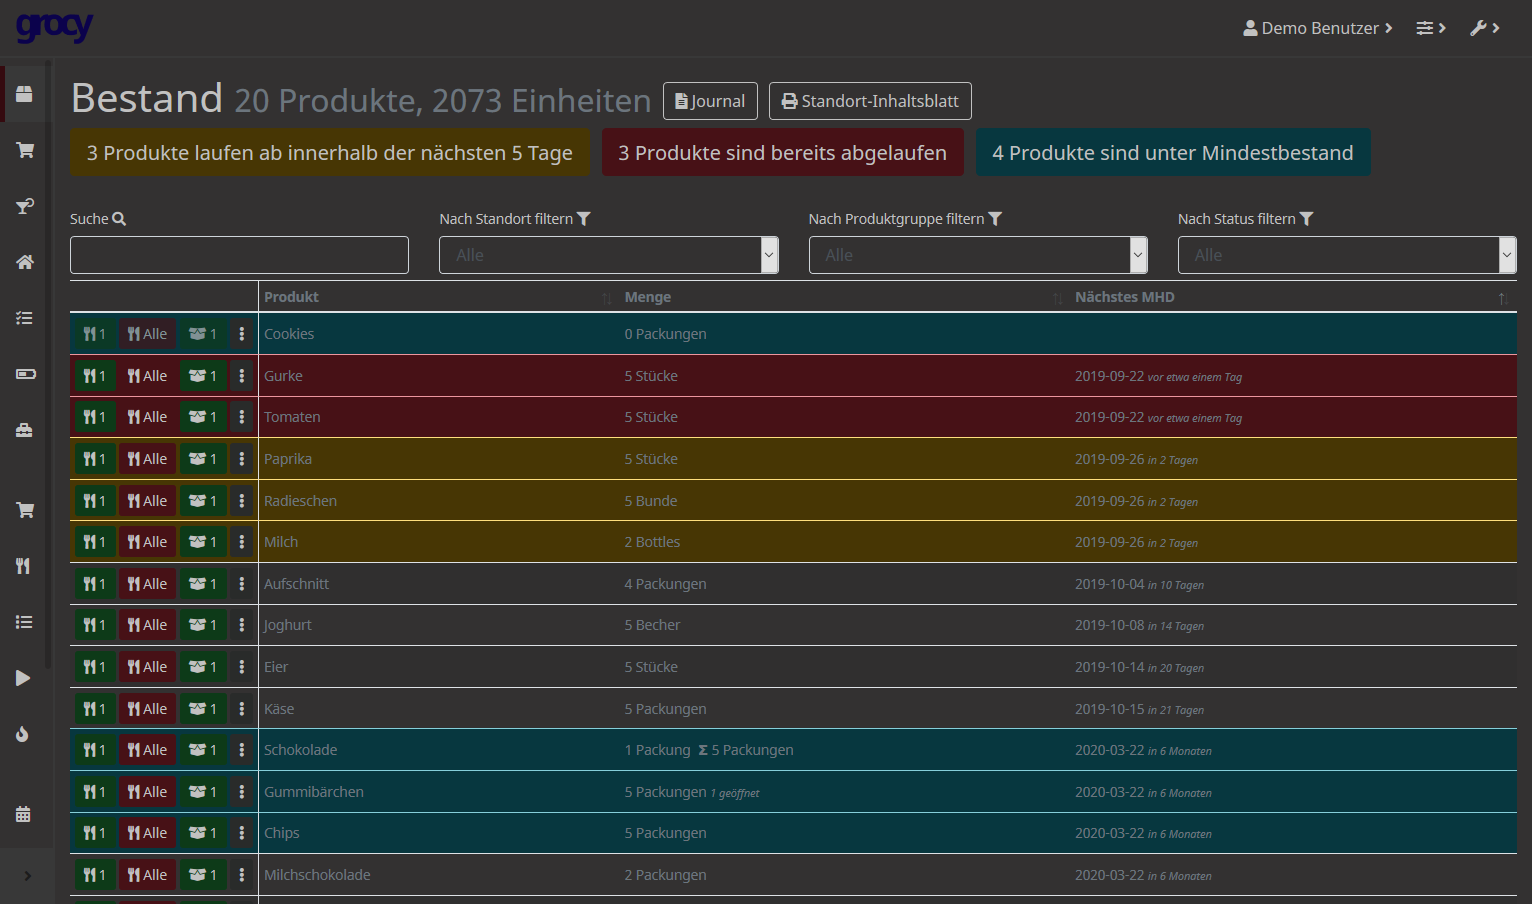 grocy
Demo Benutzer
Bestand 20 Produkte, 2073 Einheiten Journal Standort-Inhaltsblatt
3 Produkte laufen ab innerhalb der nächsten 5 Tage 3 Produkte sind bereits abgelaufen 4 Produkte sind unter Mindestbestand
Suche Nach Standort filtern Nach Produktgruppe filtern Nach Status filtern
Alle Alle Alle
Produkt Menge Nächstes MHD
1 Alle 1 Cookies 0 Packungen
1 Alle 1 Gurke 5 Stücke 2019-09-22 vor etwa einem Tag
1 Alle 1 Tomaten 5 Stücke 2019-09-22 vor etwa einem Tag
1 Alle 1 Paprika 5 Stücke 2019-09-26 in 2 Tagen
1 Alle 1 Radieschen 5 Bunde 2019-09-26 in 2 Tagen
1 Alle 1 Milch 2 Bottles 2019-09-26 in 2 Tagen
1 Alle 1 Aufschnitt 4 Packungen 2019-10-04 in 10 Tagen
1 Alle 1 Joghurt 5 Becher 2019-10-08 in 14 Tagen
1 Alle 1 Eier 5 Stücke 2019-10-14 in 20 Tagen
1 Alle 1 Käse 5 Packungen 2019-10-15 in 21 Tagen
1 Alle 1 Schokolade 1 Packung Σ 5 Packungen 2020-03-22 in 6 Monaten
1 Alle 1 Gummibärchen 5 Packungen 1 geöffnet 2020-03-22 in 6 Monaten
1 Alle 1 Chips 5 Packungen 2020-03-22 in 6 Monaten
1 Alle 1 Milchschokolade 2 Packungen 2020-03-22 in 6 Monaten